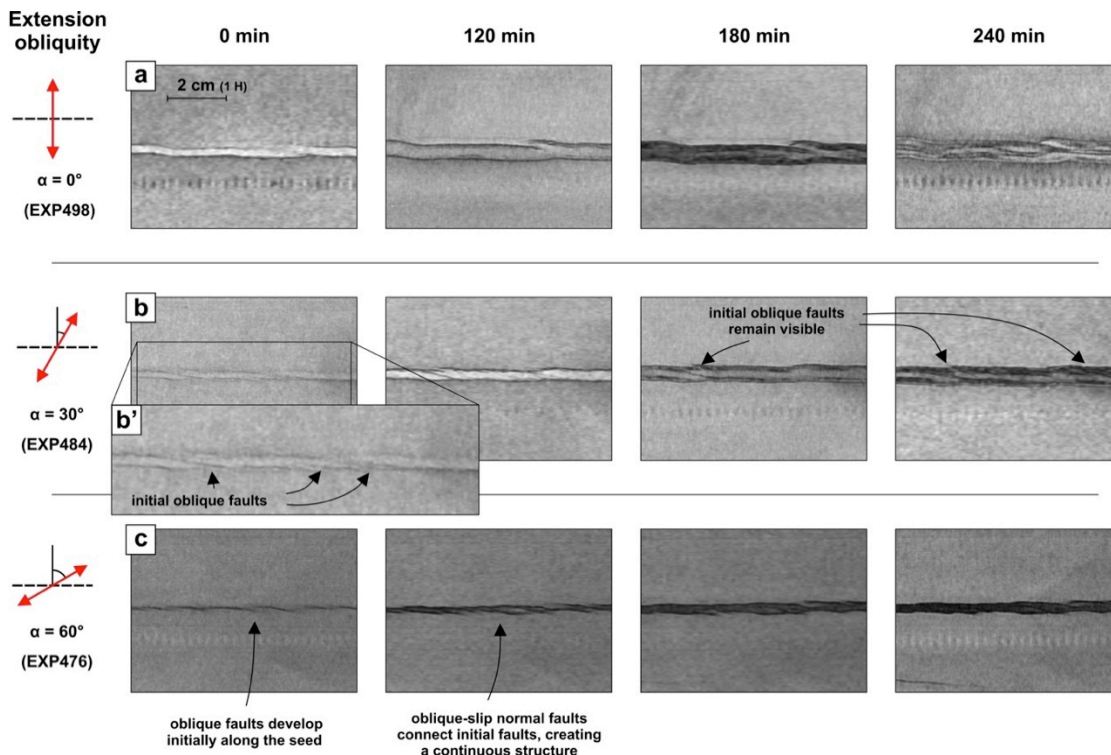 Extension
obliquity
0 min
120 min
180 min
240 min
a
2 cm (1 H)
α = 0°
(EXP498)
b
initial oblique faults
remain visible
α = 30°
(EXP484)
b'
initial oblique faults
c
α = 60°
(EXP476)
oblique faults develop
initially along the seed
oblique-slip normal faults
connect initial faults, creating
a continuous structure